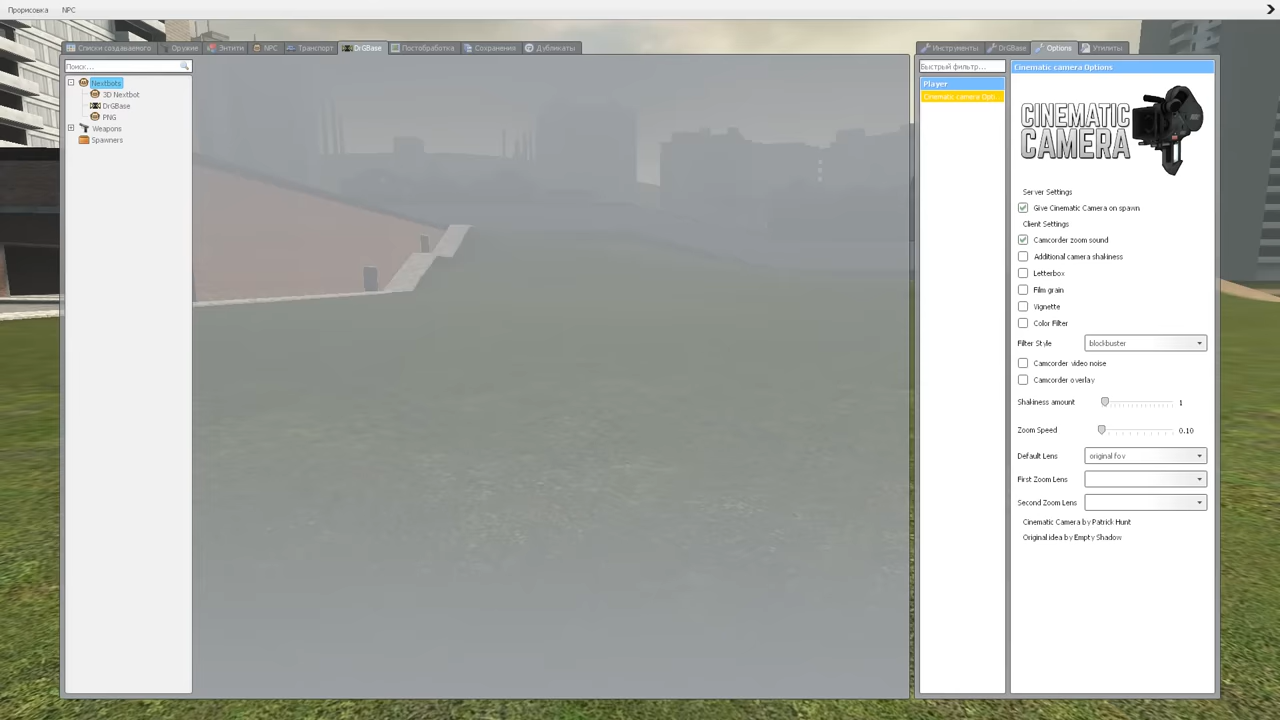 Прорисовка NPC
Списки создаваемого Оружие Энтити NPC Транспорт DrGBase Постобработка Сохранения Дубликаты
Инструменты DrGBase Options Утилиты
Поиск...
Nextbots
3D Nextbot
DrGBase
PNG
Weapons
Spawners
Быстрый фильтр...
Player
Cinematic camera Opti
Cinematic camera Options
CINEMATIC
CAMERA
Server Settings
Give Cinematic Camera on spawn
Client Settings
Camcorder zoom sound
Additional camera shakiness
Letterbox
Film grain
Vignette
Color Filter
Filter Style blockbuster
Camcorder video noise
Camcorder overlay
Shakiness amount 1
Zoom Speed 0.10
Default Lens original fov
First Zoom Lens
Second Zoom Lens
Cinematic Camera by Patrick Hunt
Original idea by Empty Shadow